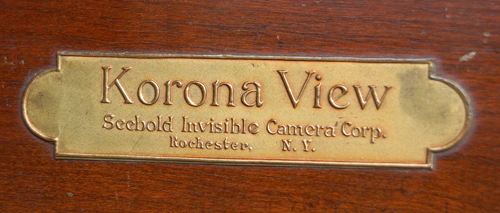 Korona View
Seebold Invisible Camera Corp.
Rochester. N.Y.